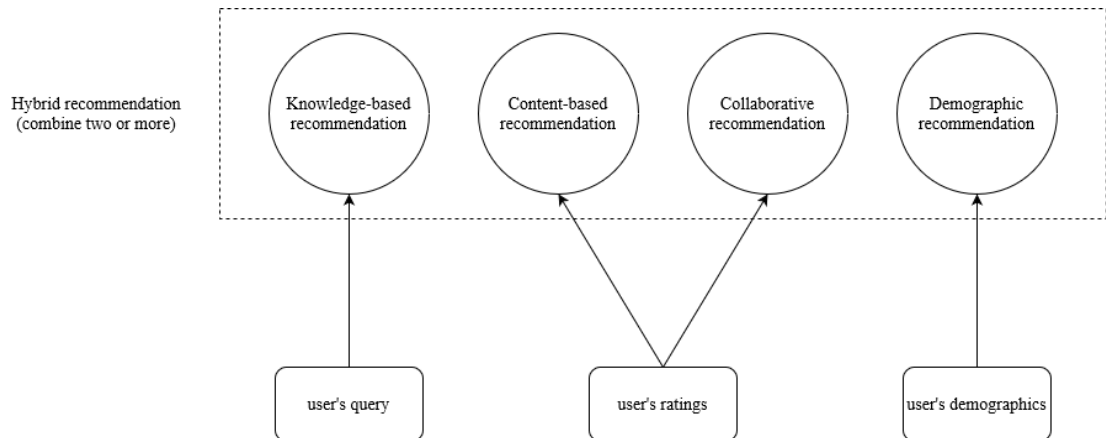 Hybrid recommendation
(combine two or more)
Knowledge-based
recommendation
Content-based
recommendation
Collaborative
recommendation
Demographic
recommendation
user's query
user's ratings
user's demographics